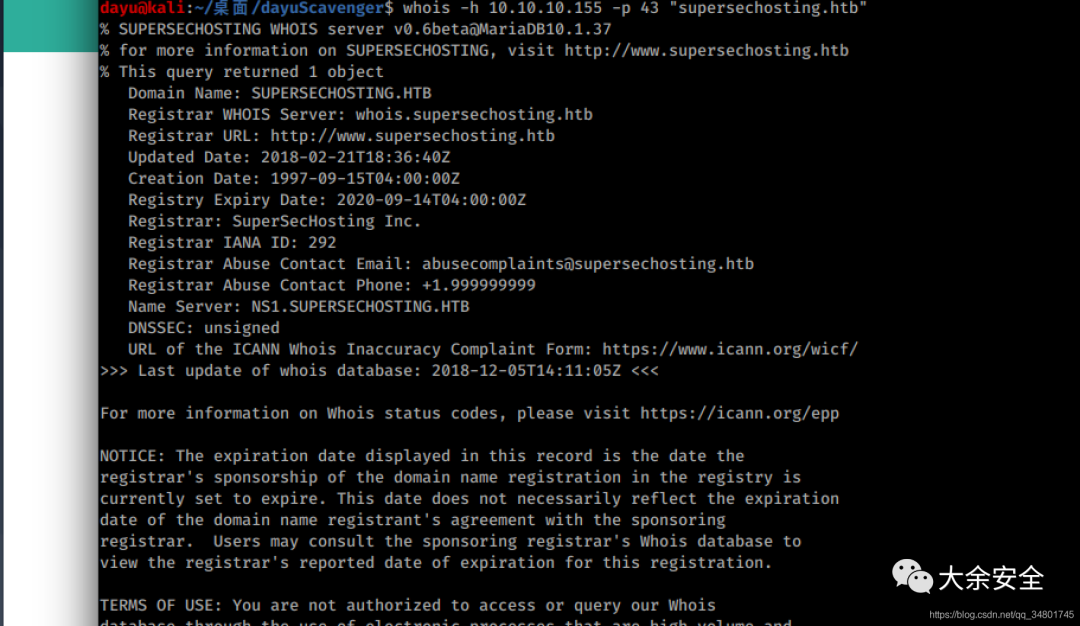 dayu@kali:~/桌面/dayuScavenger$ whois -h 10.10.10.155 -p 43 "supersechosting.htb"
% SUPERSECHOSTING WHOIS server v0.6beta@MariaDB10.1.37
% for more information on SUPERSECHOSTING, visit http://www.supersechosting.htb
% This query returned 1 object
Domain Name: SUPERSECHOSTING.HTB
Registrar WHOIS Server: whois.supersechosting.htb
Registrar URL: http://www.supersechosting.htb
Updated Date: 2018-02-21T18:36:40Z
Creation Date: 1997-09-15T04:00:00Z
Registry Expiry Date: 2020-09-14T04:00:00Z
Registrar: SuperSecHosting Inc.
Registrar IANA ID: 292
Registrar Abuse Contact Email: abusecomplaints@supersechosting.htb
Registrar Abuse Contact Phone: +1.999999999
Name Server: NS1.SUPERSECHOSTING.HTB
DNSSEC: unsigned
URL of the ICANN Whois Inaccuracy Complaint Form: https://www.icann.org/wicf/
>>> Last update of whois database: 2018-12-05T14:11:05Z <<<
For more information on Whois status codes, please visit https://icann.org/epp
NOTICE: The expiration date displayed in this record is the date the
registrar's sponsorship of the domain name registration in the registry is
currently set to expire. This date does not necessarily reflect the expiration
date of the domain name registrant's agreement with the sponsoring
registrar.  Users may consult the sponsoring registrar's Whois database to
view the registrar's reported date of expiration for this registration.
TERMS OF USE: You are not authorized to access or query our Whois
database through the use of electronic processes that are high-volume and
大余安全
https://blog.csdn.net/qq_34801745